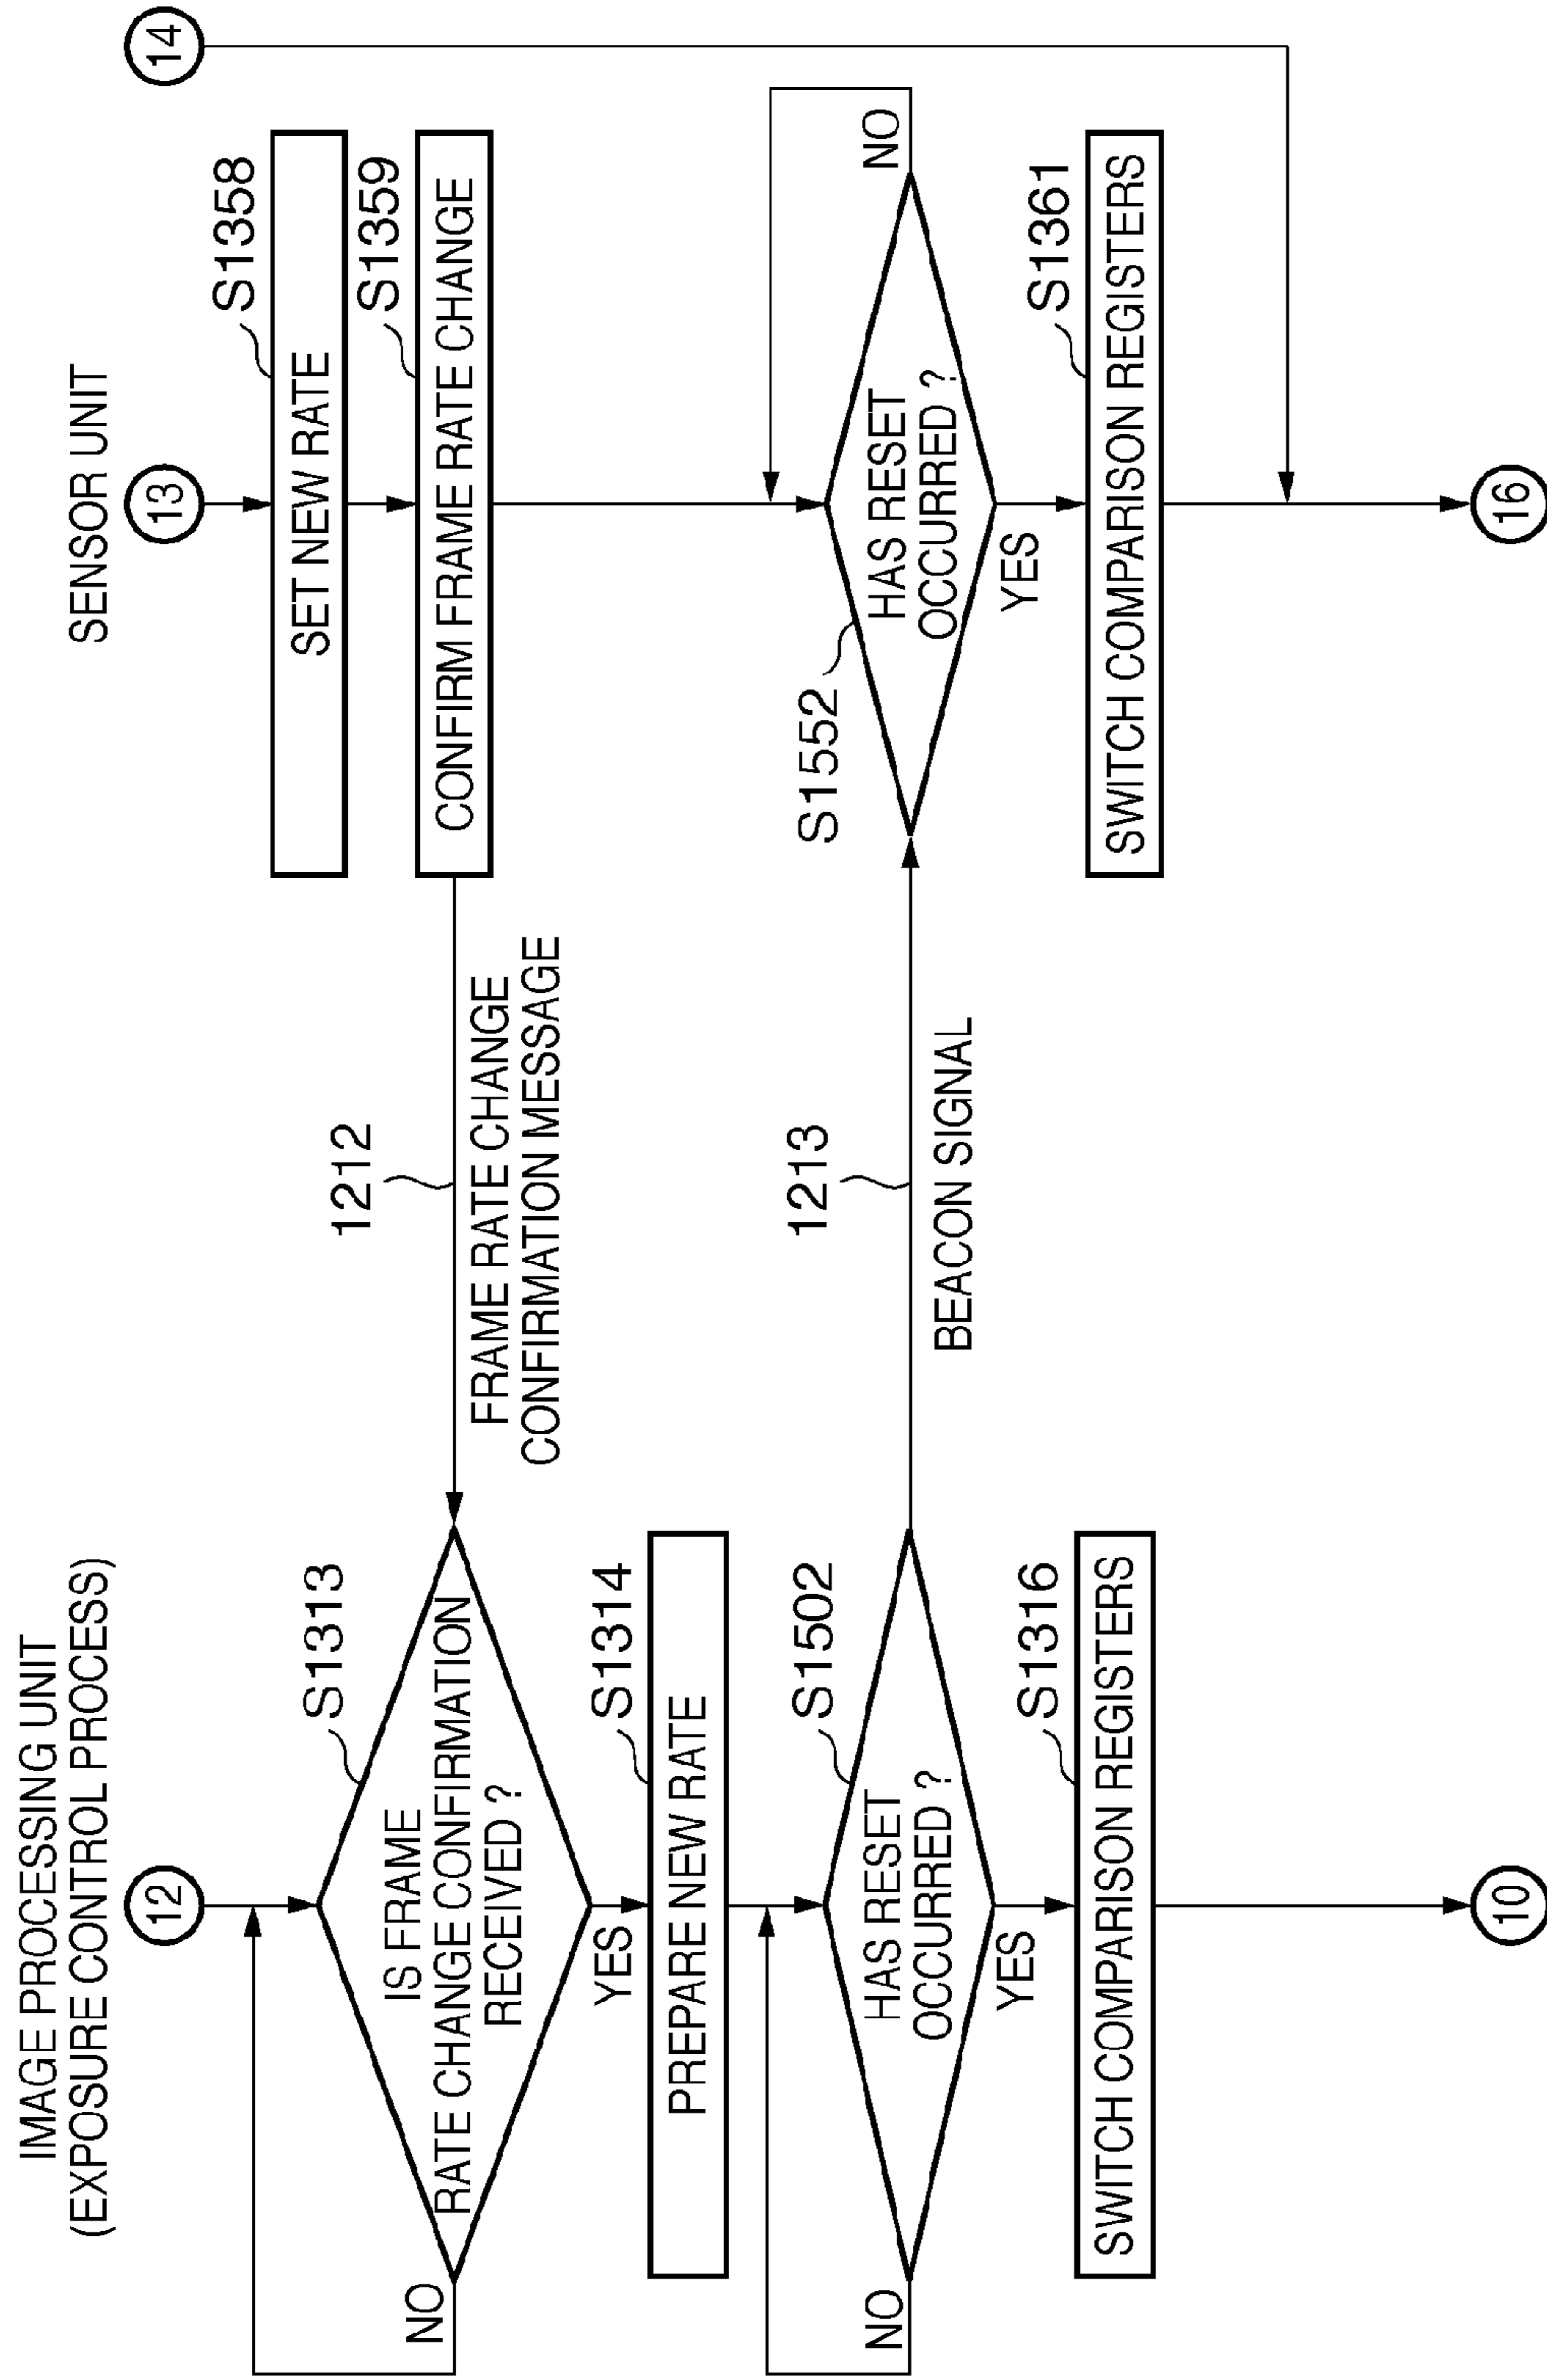 IMAGE PROCESSING UNIT
(EXPOSURE CONTROL PROCESS)
12
S1313
IS FRAME
RATE CHANGE CONFIRMATION
RECEIVED ?
NO
YES
S1314
PREPARE NEW RATE
S1502
HAS RESET
OCCURRED ?
NO
YES
S1316
SWITCH COMPARISON REGISTERS
10
1212
FRAME RATE CHANGE
CONFIRMATION MESSAGE
1213
BEACON SIGNAL
SENSOR UNIT
13
14
S1358
SET NEW RATE
S1359
CONFIRM FRAME RATE CHANGE
S1552
HAS RESET
OCCURRED ?
NO
YES
S1361
SWITCH COMPARISON REGISTERS
16